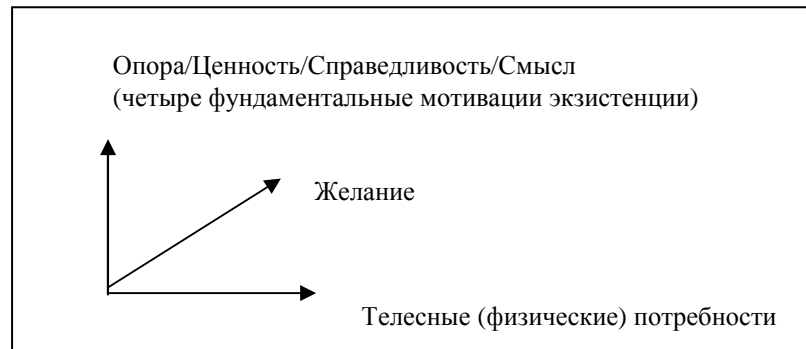 Опора/Ценность/Справедливость/Смысл
(четыре фундаментальные мотивации экзистенции)
Желание
Телесные (физические) потребности